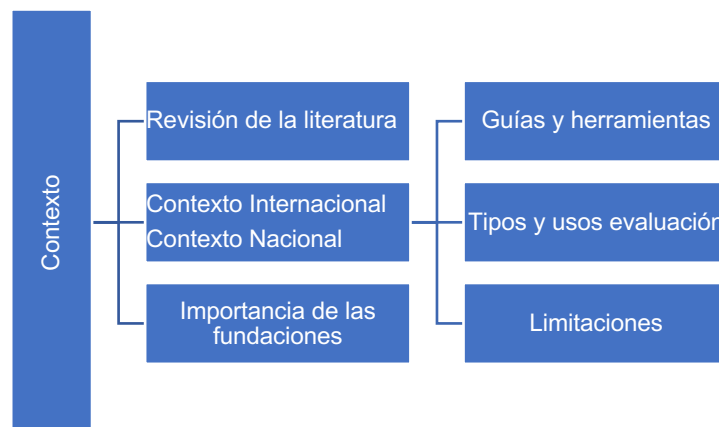 Contexto
Revisión de la literatura
Contexto Internacional
Contexto Nacional
Importancia de las
fundaciones
Guías y herramientas
Tipos y usos evaluación
Limitaciones